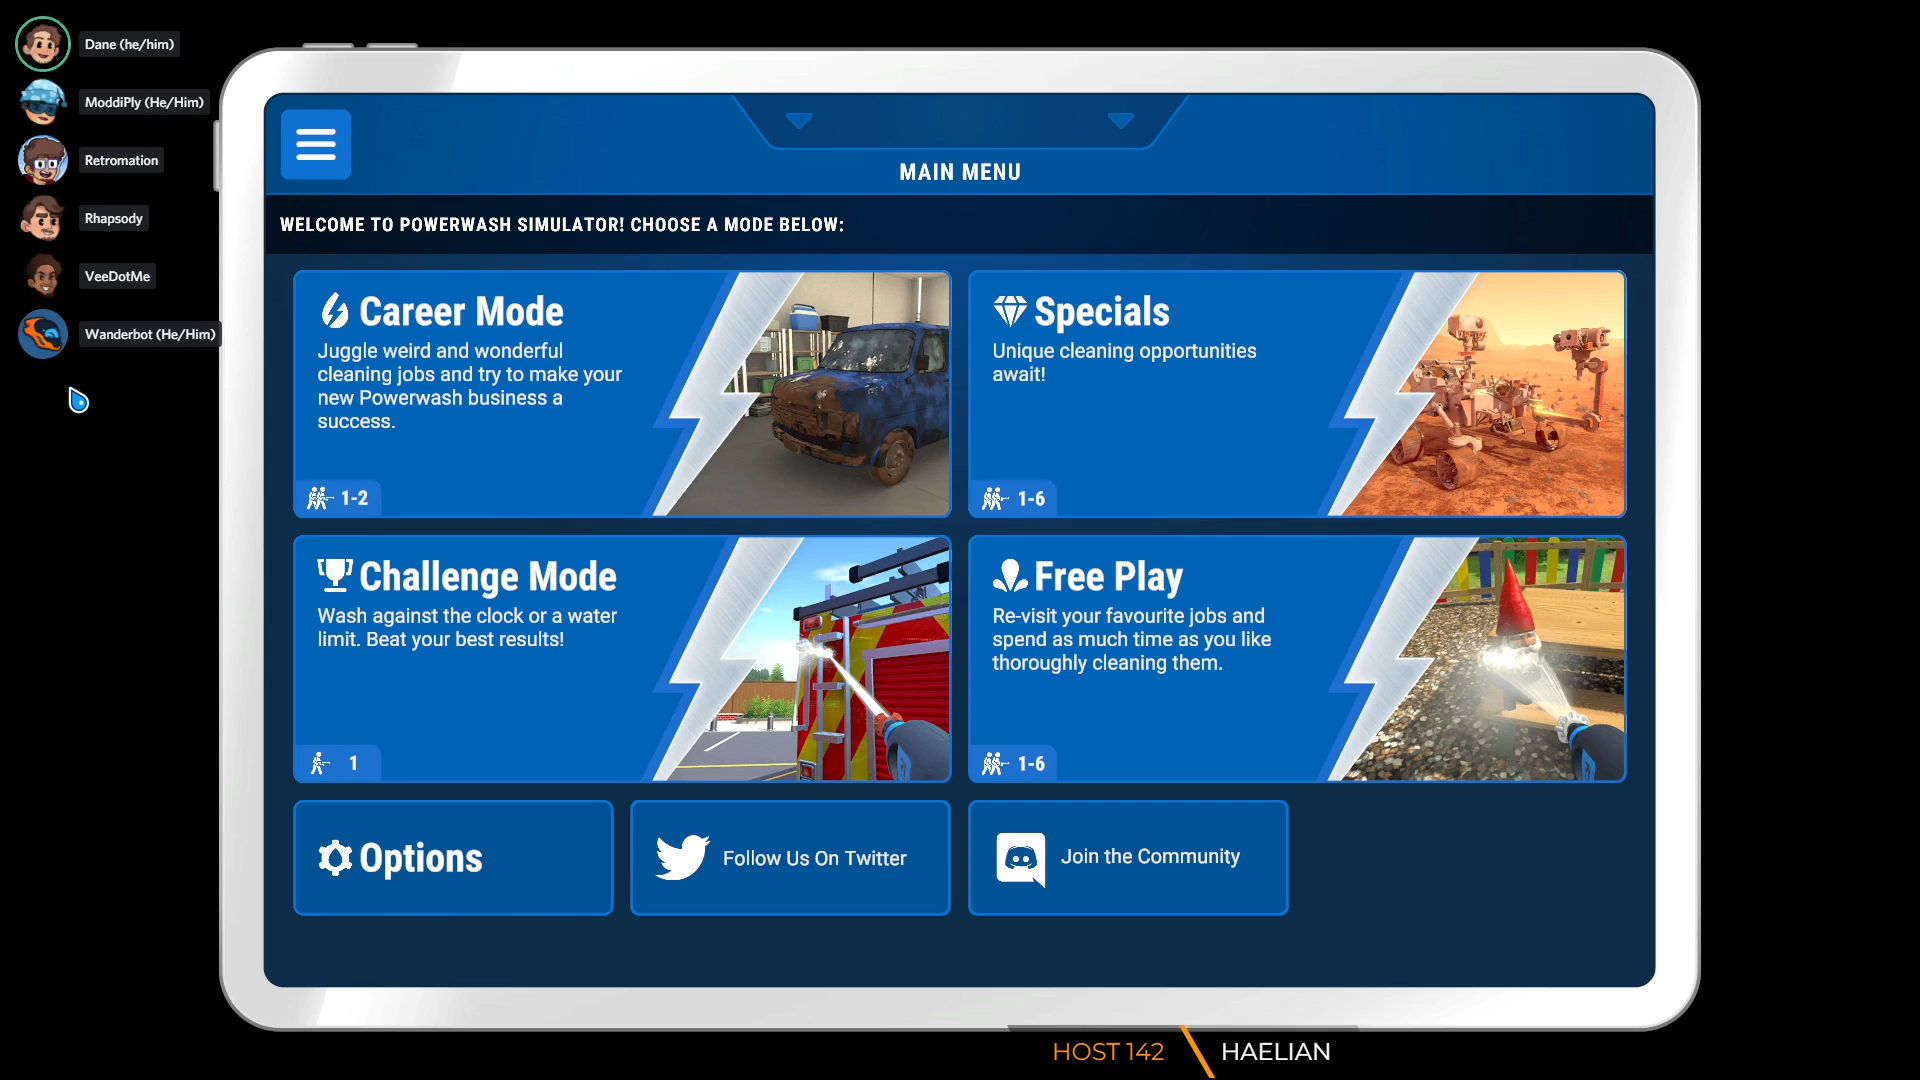 Dane (he/him)
ModdiPly (He/Him)
Retromation
Rhapsody
VeeDotMe
Wanderbot (He/Him)
MAIN MENU
WELCOME TO POWERWASH SIMULATOR! CHOOSE A MODE BELOW:
Career Mode
Juggle weird and wonderful
cleaning jobs and try to make your
new Powerwash business a
success.
1-2
Specials
Unique cleaning opportunities
await!
1-6
Challenge Mode
Wash against the clock or a water
limit. Beat your best results!
1
Free Play
Re-visit your favourite jobs and
spend as much time as you like
thoroughly cleaning them.
1-6
Options
Follow Us On Twitter
Join the Community
HOST 142
HAELIAN